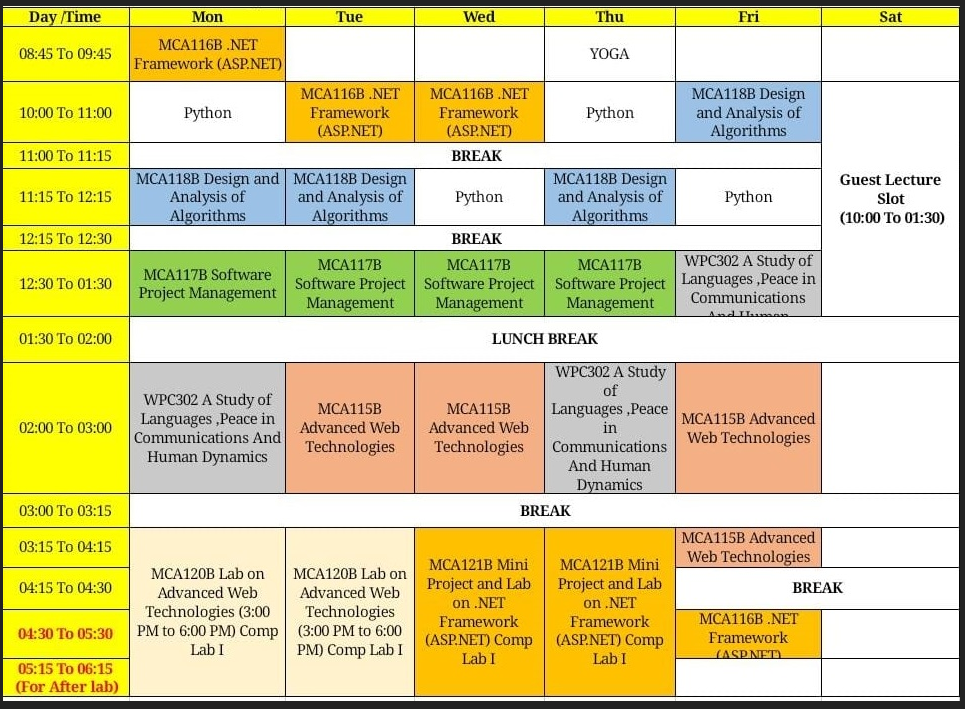 Day /Time Mon Tue Wed Thu Fri Sat
08:45 To 09:45
MCA116B .NET
Framework (ASP.NET)
YOGA
10:00 To 11:00
Python
MCA116B .NET
Framework
(ASP.NET)
MCA116B .NET
Framework
(ASP.NET)
Python
MCA118B Design
and Analysis of
Algorithms
Guest Lecture
Slot
(10:00 To 01:30)
11:00 To 11:15
BREAK
11:15 To 12:15
MCA118B Design and
Analysis of
Algorithms
MCA118B Design
and Analysis of
Algorithms
Python
MCA118B Design
and Analysis of
Algorithms
Python
12:15 To 12:30
BREAK
12:30 To 01:30
MCA117B Software
Project Management
MCA117B
Software Project
Management
MCA117B
Software Project
Management
MCA117B
Software Project
Management
WPC302 A Study of
Languages ,Peace in
Communications
And Human
01:30 To 02:00
LUNCH BREAK
02:00 To 03:00
WPC302 A Study of
Languages ,Peace in
Communications And
Human Dynamics
MCA115B
Advanced Web
Technologies
MCA115B
Advanced Web
Technologies
WPC302 A Study
of
Languages ,Peace
in
Communications
And Human
Dynamics
MCA115B Advanced
Web Technologies
03:00 To 03:15
BREAK
03:15 To 04:15
MCA120B Lab on
Advanced Web
Technologies (3:00
PM to 6:00 PM) Comp
Lab I
MCA120B Lab on
Advanced Web
Technologies
(3:00 PM to 6:00
PM) Comp Lab I
MCA121B Mini
Project and Lab
on .NET
Framework
(ASP.NET) Comp
Lab I
MCA121B Mini
Project and Lab
on .NET
Framework
(ASP.NET) Comp
Lab I
MCA115B Advanced
Web Technologies
04:15 To 04:30
BREAK
04:30 To 05:30
MCA116B .NET
Framework
(ASP.NET)
05:15 To 06:15
(For After lab)